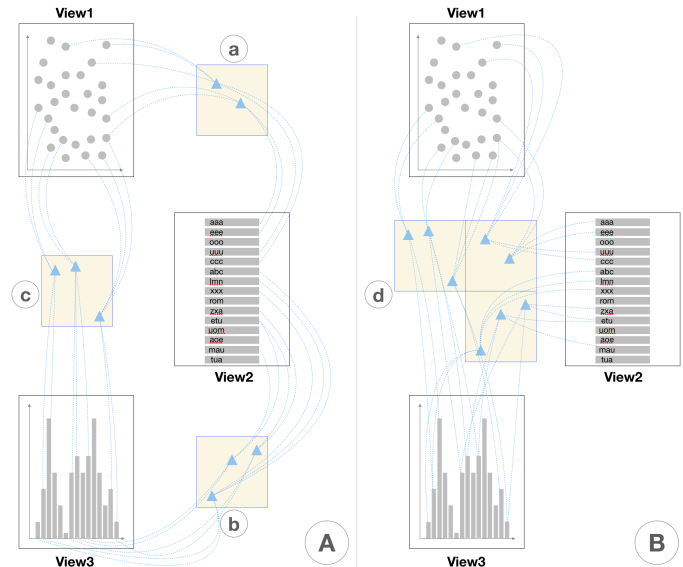 View1
a
c
aaa
eee
ooo
uuu
ccc
abc
lmn
xxx
rom
zxa
etu
uom
aoe
mau
tua
View2
b
View3
A
View1
d
aaa
eee
ooo
uuu
ccc
abc
lmn
xxx
rom
zxa
etu
uom
aoe
mau
tua
View2
View3
B